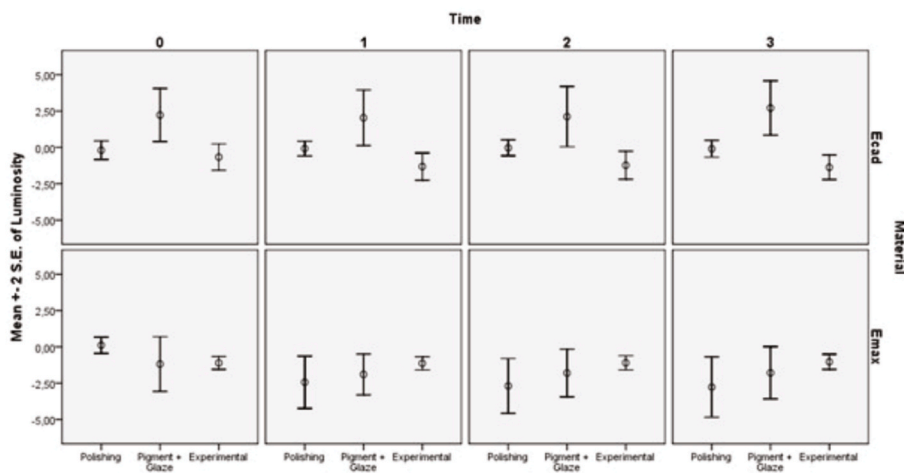 Time
0 1 2 3
Mean +- 2 S.E. of Luminosity
5,00
2,50
0,00
-2,50
-5,00
Ecad
5,00
2,50
0,00
-2,50
-5,00
Emax
Material
Polishing Pigment + Glaze Experimental Polishing Pigment + Glaze Experimental Polishing Pigment + Glaze Experimental Polishing Pigment + Glaze Experimental